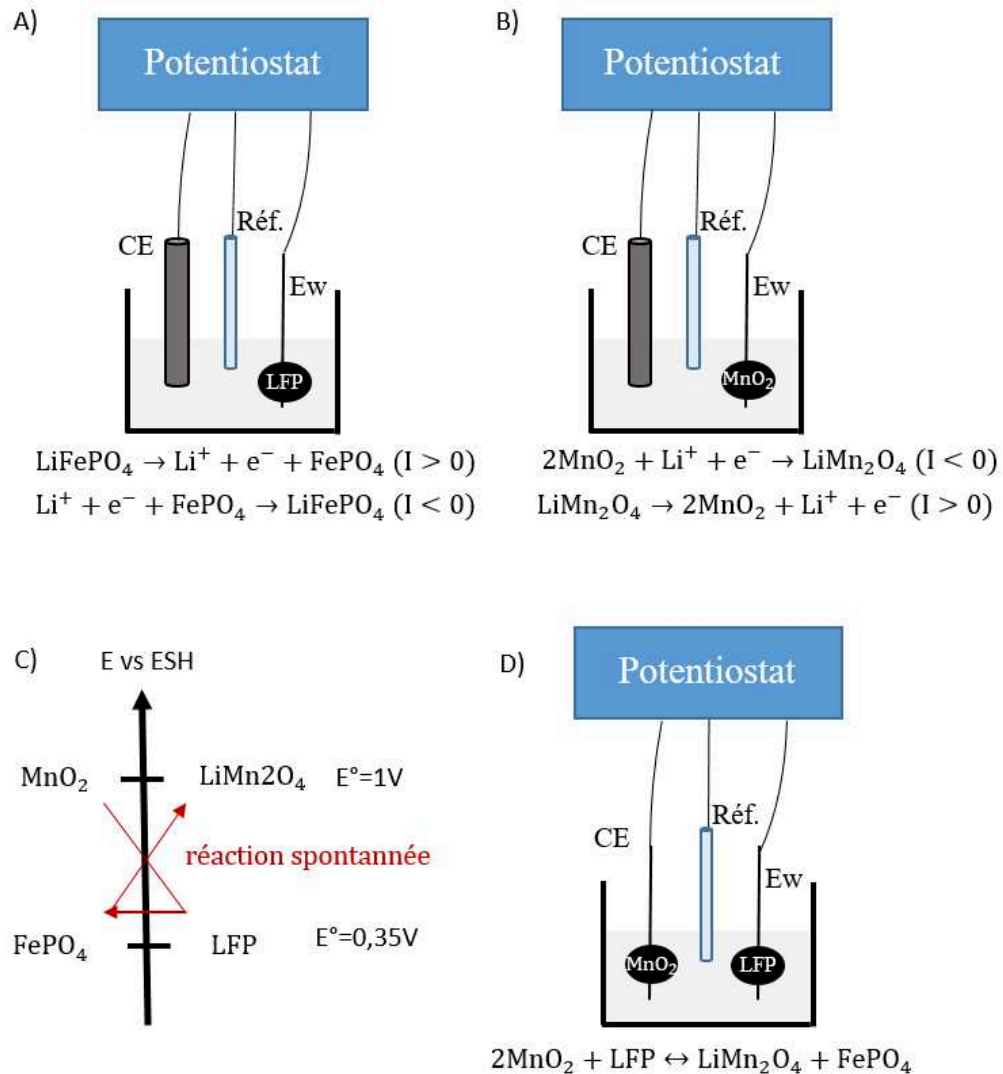 A)
Potentiostat
CE
Réf.
Ew
LFP
LiFePO₄ → Li⁺ + e⁻ + FePO₄ (I > 0)
Li⁺ + e⁻ + FePO₄ → LiFePO₄ (I < 0)
B)
Potentiostat
CE
Réf.
Ew
MnO₂
2MnO₂ + Li⁺ + e⁻ → LiMn₂O₄ (I < 0)
LiMn₂O₄ → 2MnO₂ + Li⁺ + e⁻ (I > 0)
C)
E vs ESH
MnO₂ LiMn2O₄ E°=1V
réaction spontannée
FePO₄ LFP E°=0,35V
D)
Potentiostat
CE
Réf.
Ew
MnO₂
LFP
2MnO₂ + LFP ↔ LiMn₂O₄ + FePO₄